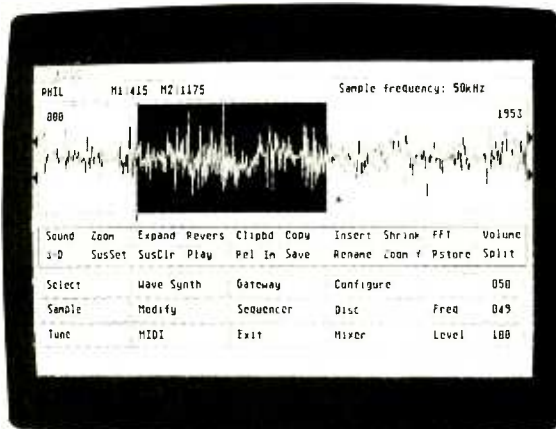 PHIL M1:415 M2:1175 Sample frequency: 50kHz
000 1953
Sound Zoom Expand Revers Clipbd Copy Insert Shrink FFT Volume
3-D SusSet SusClr Play Rel Im Save Rename Zoom Y Pstore Split
Select Wave Synth Gateway Configure 050
Sample Modify Sequencer Disc Freq 049
Tune MIDI Exit Mixer Level 100